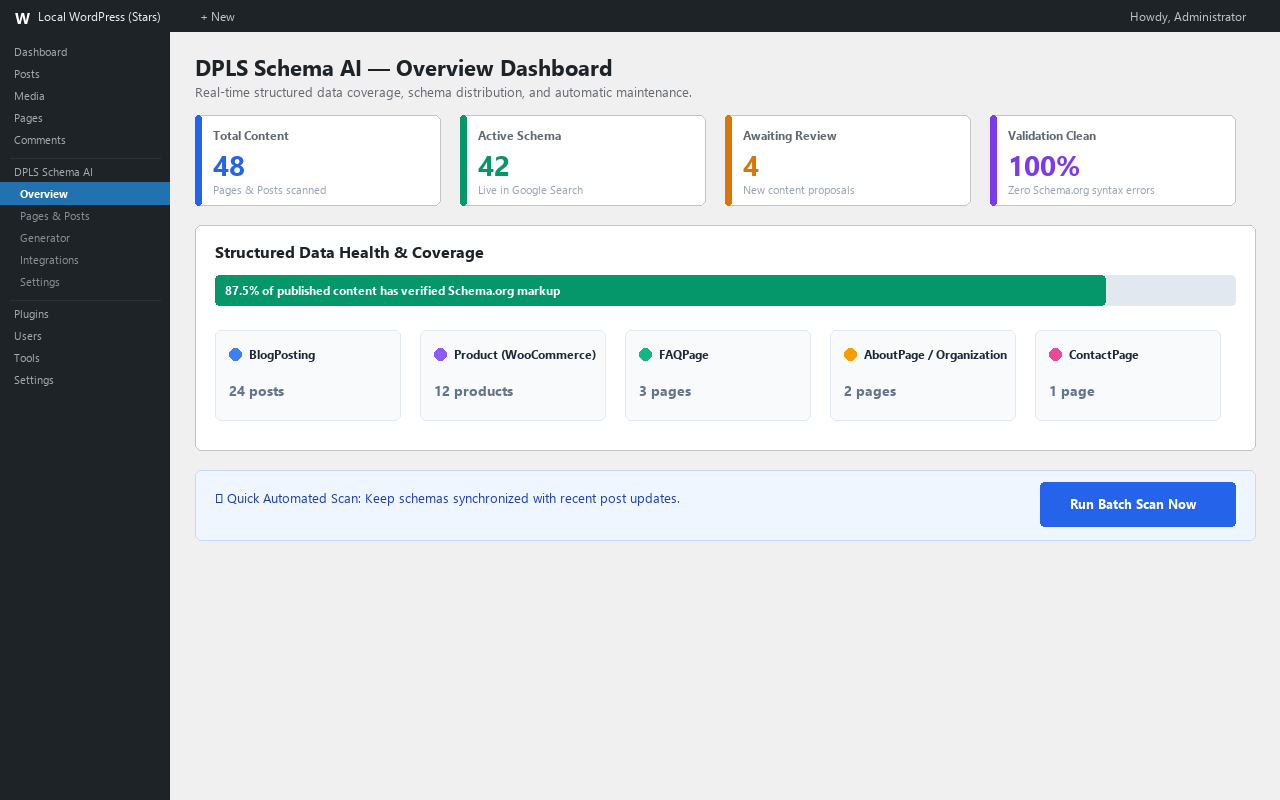 W Local WordPress (Stars) + New Howdy, Administrator
Dashboard
Posts
Media
Pages
Comments
DPLS Schema AI
Overview
Pages & Posts
Generator
Integrations
Settings
Plugins
Users
Tools
Settings
DPLS Schema AI — Overview Dashboard
Real-time structured data coverage, schema distribution, and automatic maintenance.
Total Content
48
Pages & Posts scanned
Active Schema
42
Live in Google Search
Awaiting Review
4
New content proposals
Validation Clean
100%
Zero Schema.org syntax errors
Structured Data Health & Coverage
87.5% of published content has verified Schema.org markup
BlogPosting
24 posts
Product (WooCommerce)
12 products
FAQPage
3 pages
AboutPage / Organization
2 pages
ContactPage
1 page
Quick Automated Scan: Keep schemas synchronized with recent post updates.
Run Batch Scan Now